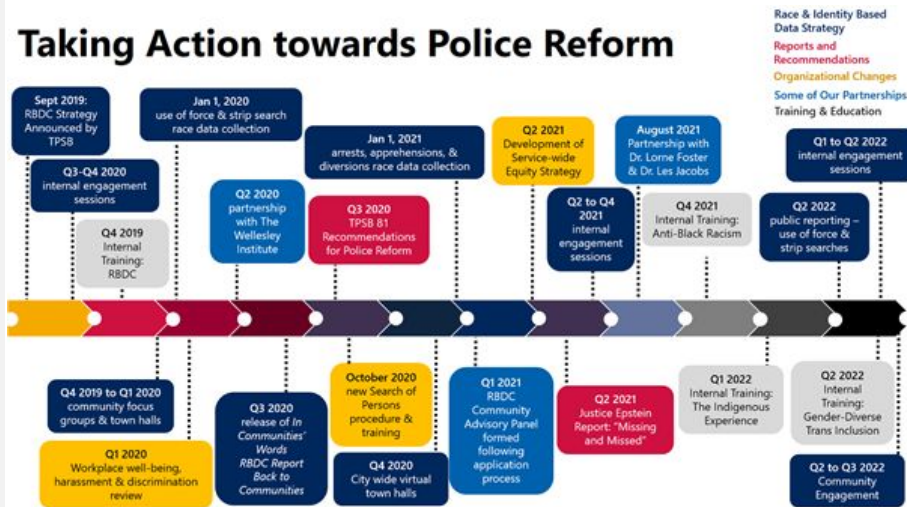 Taking Action towards Police Reform
Race & Identity Based
Data Strategy
Reports and
Recommendations
Organizational Changes
Some of Our Partnerships
Training & Education
Sept 2019:
RBDC Strategy
Announced by
TPSB
Q3-Q4 2020
internal engagement
sessions
Q4 2019
Internal
Training:
RBDC
Jan 1, 2020
use of force & strip search
race data collection
Q2 2020
partnership with
The Wellesley
Institute
Jan 1, 2021
arrests, apprehensions, &
diversions race data collection
Q3 2020
TPSB 81
Recommendations
for Police Reform
Q2 2021
Development of
Service-wide
Equity Strategy
Q2 to Q4
2021
internal
engagement
sessions
August 2021
Partnership with
Dr. Lorne Foster
& Dr. Les Jacobs
Q4 2021
Internal Training:
Anti-Black Racism
Q1 to Q2 2022
internal engagement
sessions
Q2 2022
public reporting –
use of force &
strip searches
Q4 2019 to Q1 2020
community focus
groups & town halls
Q1 2020
Workplace well-being,
harassment & discrimination
review
Q3 2020
release of In
Communities'
Words
RBDC Report
Back to
Communities
October 2020
new Search of
Persons
procedure &
training
Q4 2020
City wide virtual
town halls
Q1 2021
RBDC
Community
Advisory Panel
formed
following
application
process
Q2 2021
Justice Epstein
Report: "Missing
and Missed"
Q1 2022
Internal Training:
The Indigenous
Experience
Q2 2022
Internal
Training:
Gender-Diverse
Trans Inclusion
Q2 to Q3 2022
Community
Engagement